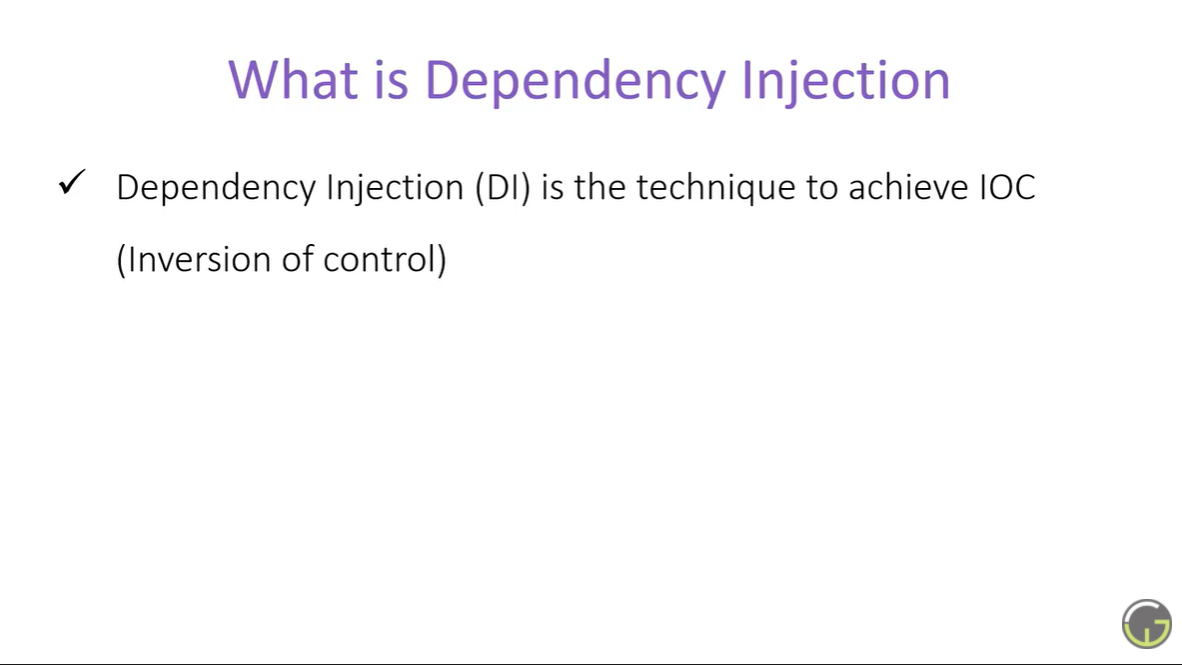 What is Dependency Injection
✓ Dependency Injection (DI) is the technique to achieve IOC
(Inversion of control)